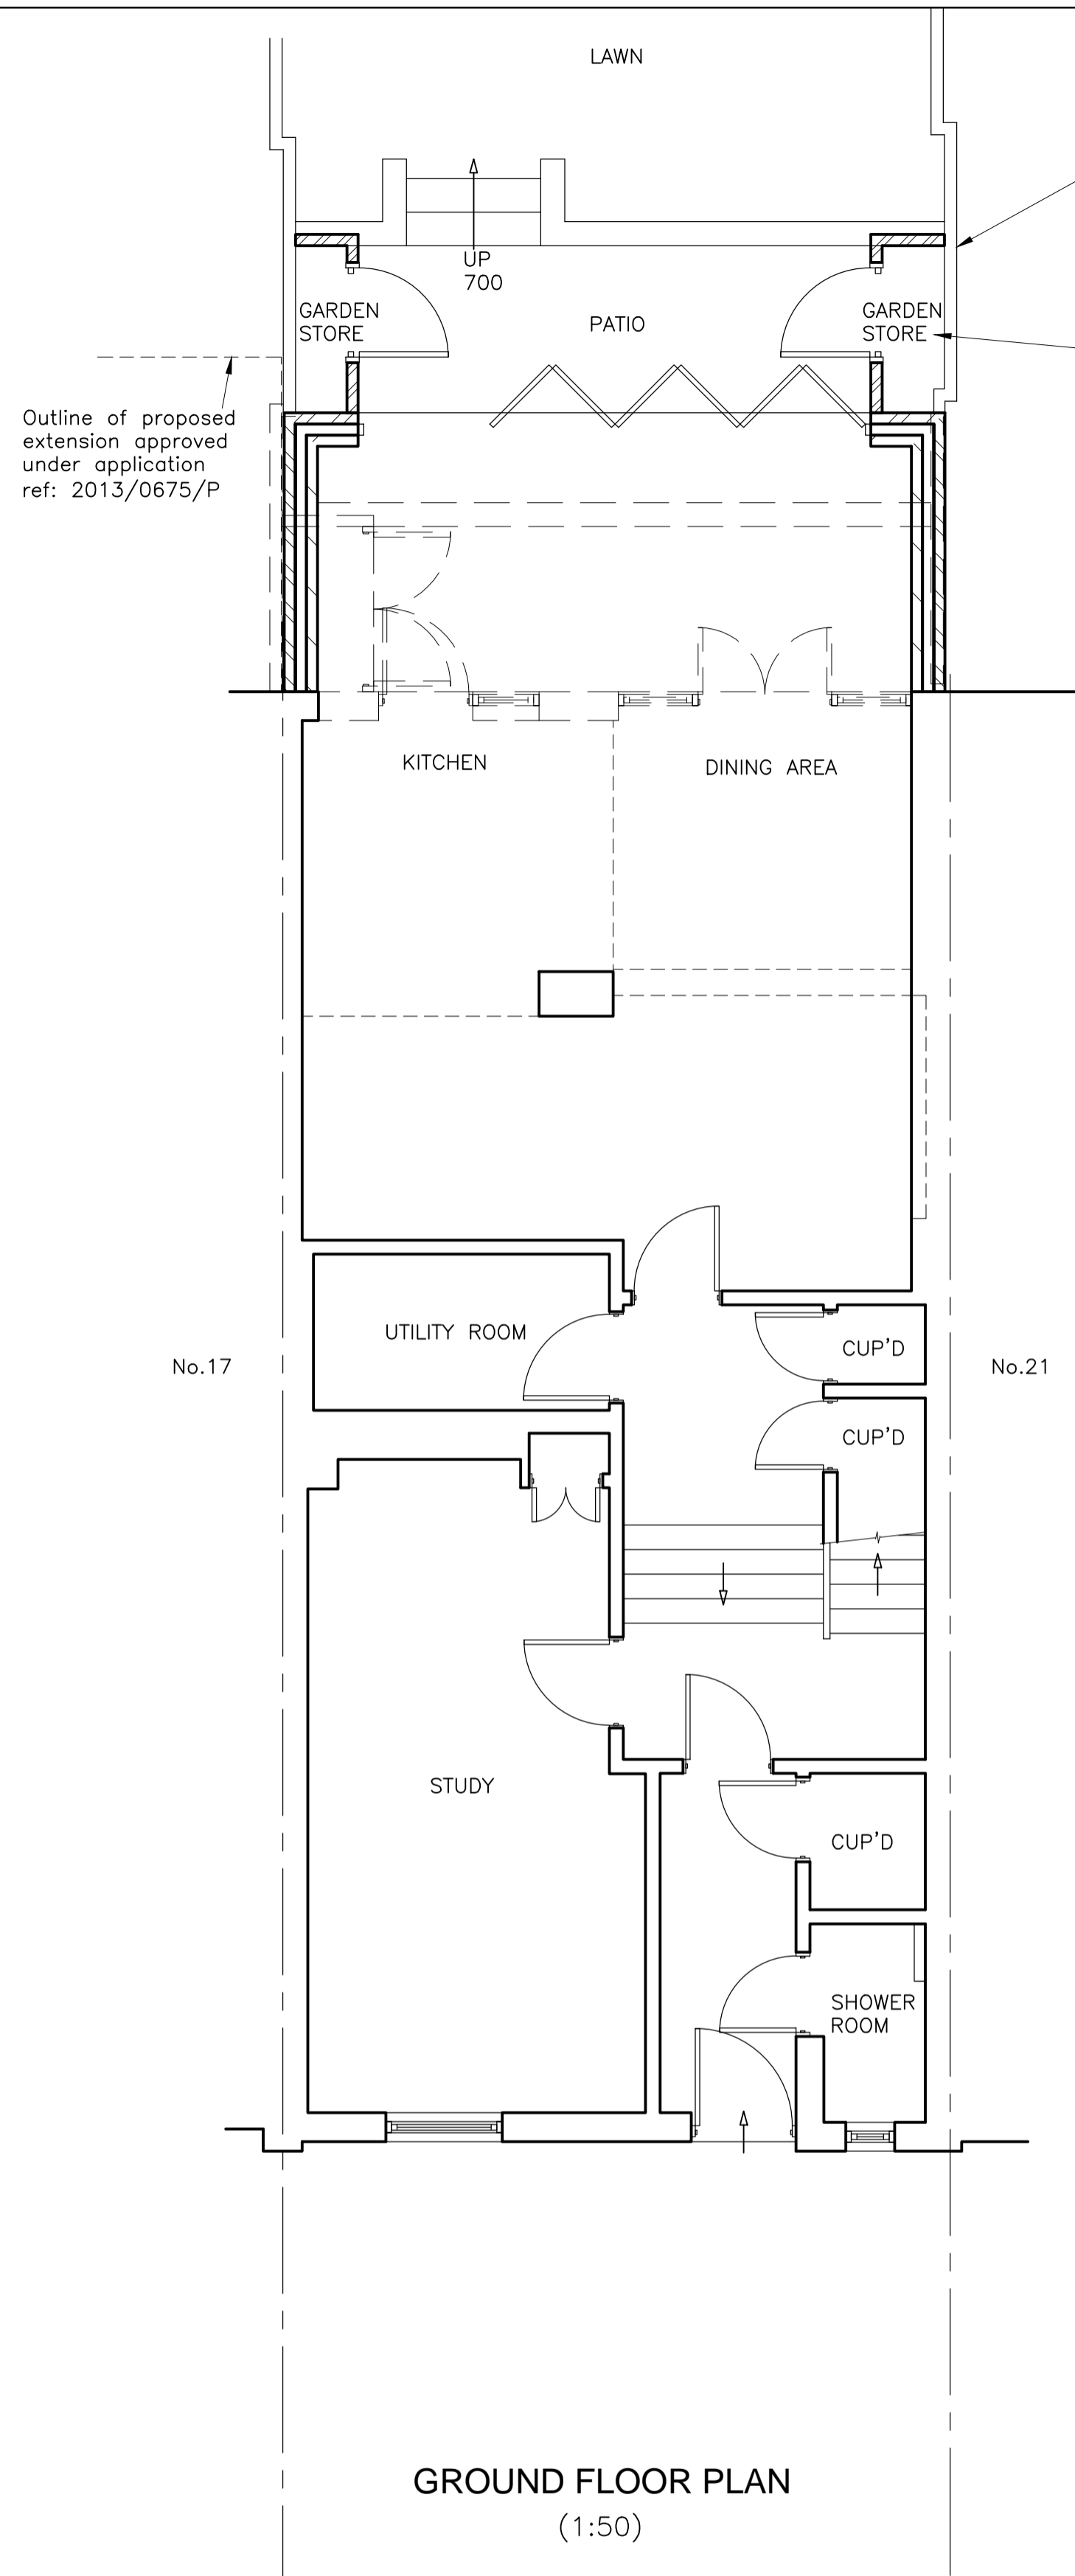 LAWN
UP
700
GARDEN
STORE
PATIO
GARDEN
STORE
Outline of proposed
extension approved
under application
ref: 2013/0675/P
KITCHEN
DINING AREA
UTILITY ROOM
CUP'D
No.17
No.21
CUP'D
STUDY
CUP'D
SHOWER
ROOM
GROUND FLOOR PLAN
(1:50)